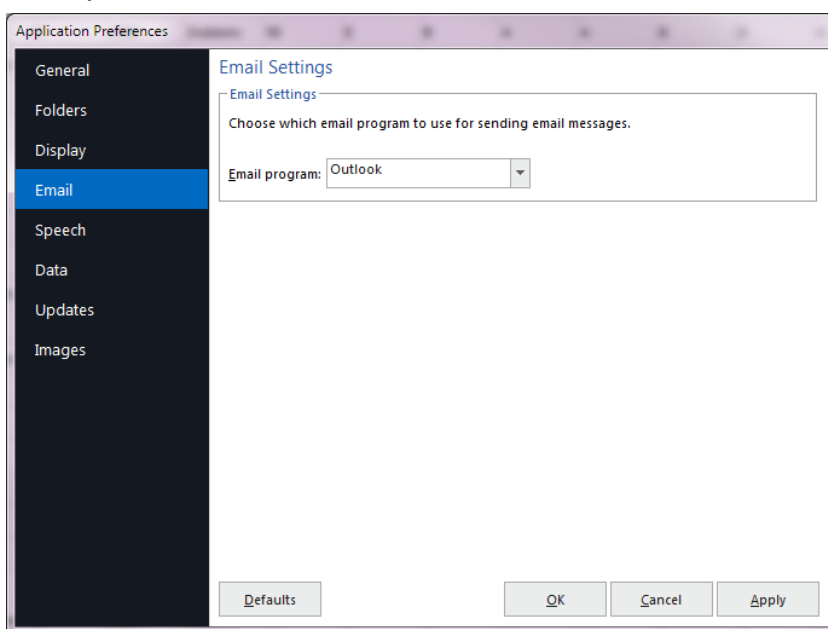 Application Preferences
General
Folders
Display
Email
Speech
Data
Updates
Images
Email Settings
Email Settings
Choose which email program to use for sending email messages.
Email program: Outlook
Defaults
OK
Cancel
Apply